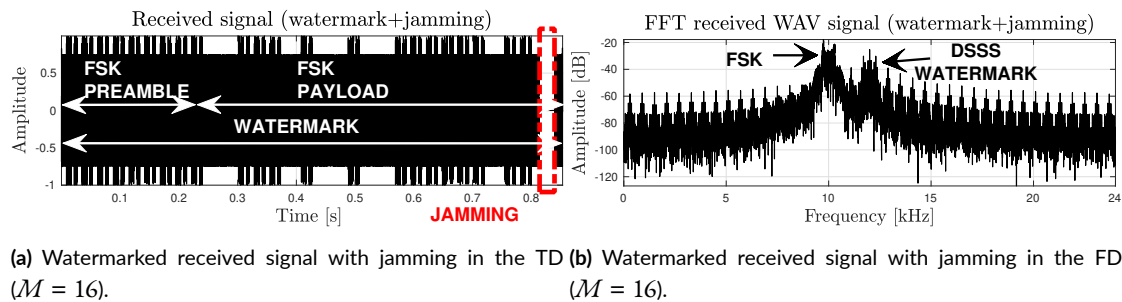 Received signal (watermark+jamming)
Amplitude
0.5
0
-0.5
-1
FSK
PREAMBLE
FSK
PAYLOAD
WATERMARK
0.1 0.2 0.3 0.4 0.5 0.6 0.7 0.8
Time [s]
JAMMING
FFT received WAV signal (watermark+jamming)
Amplitude [dB]
-20
-40
-60
-80
-100
-120
FSK
DSSS
WATERMARK
0 5 10 15 20 24
Frequency [kHz]
(a) Watermarked received signal with jamming in the TD
(M = 16).
(b) Watermarked received signal with jamming in the FD
(M = 16).